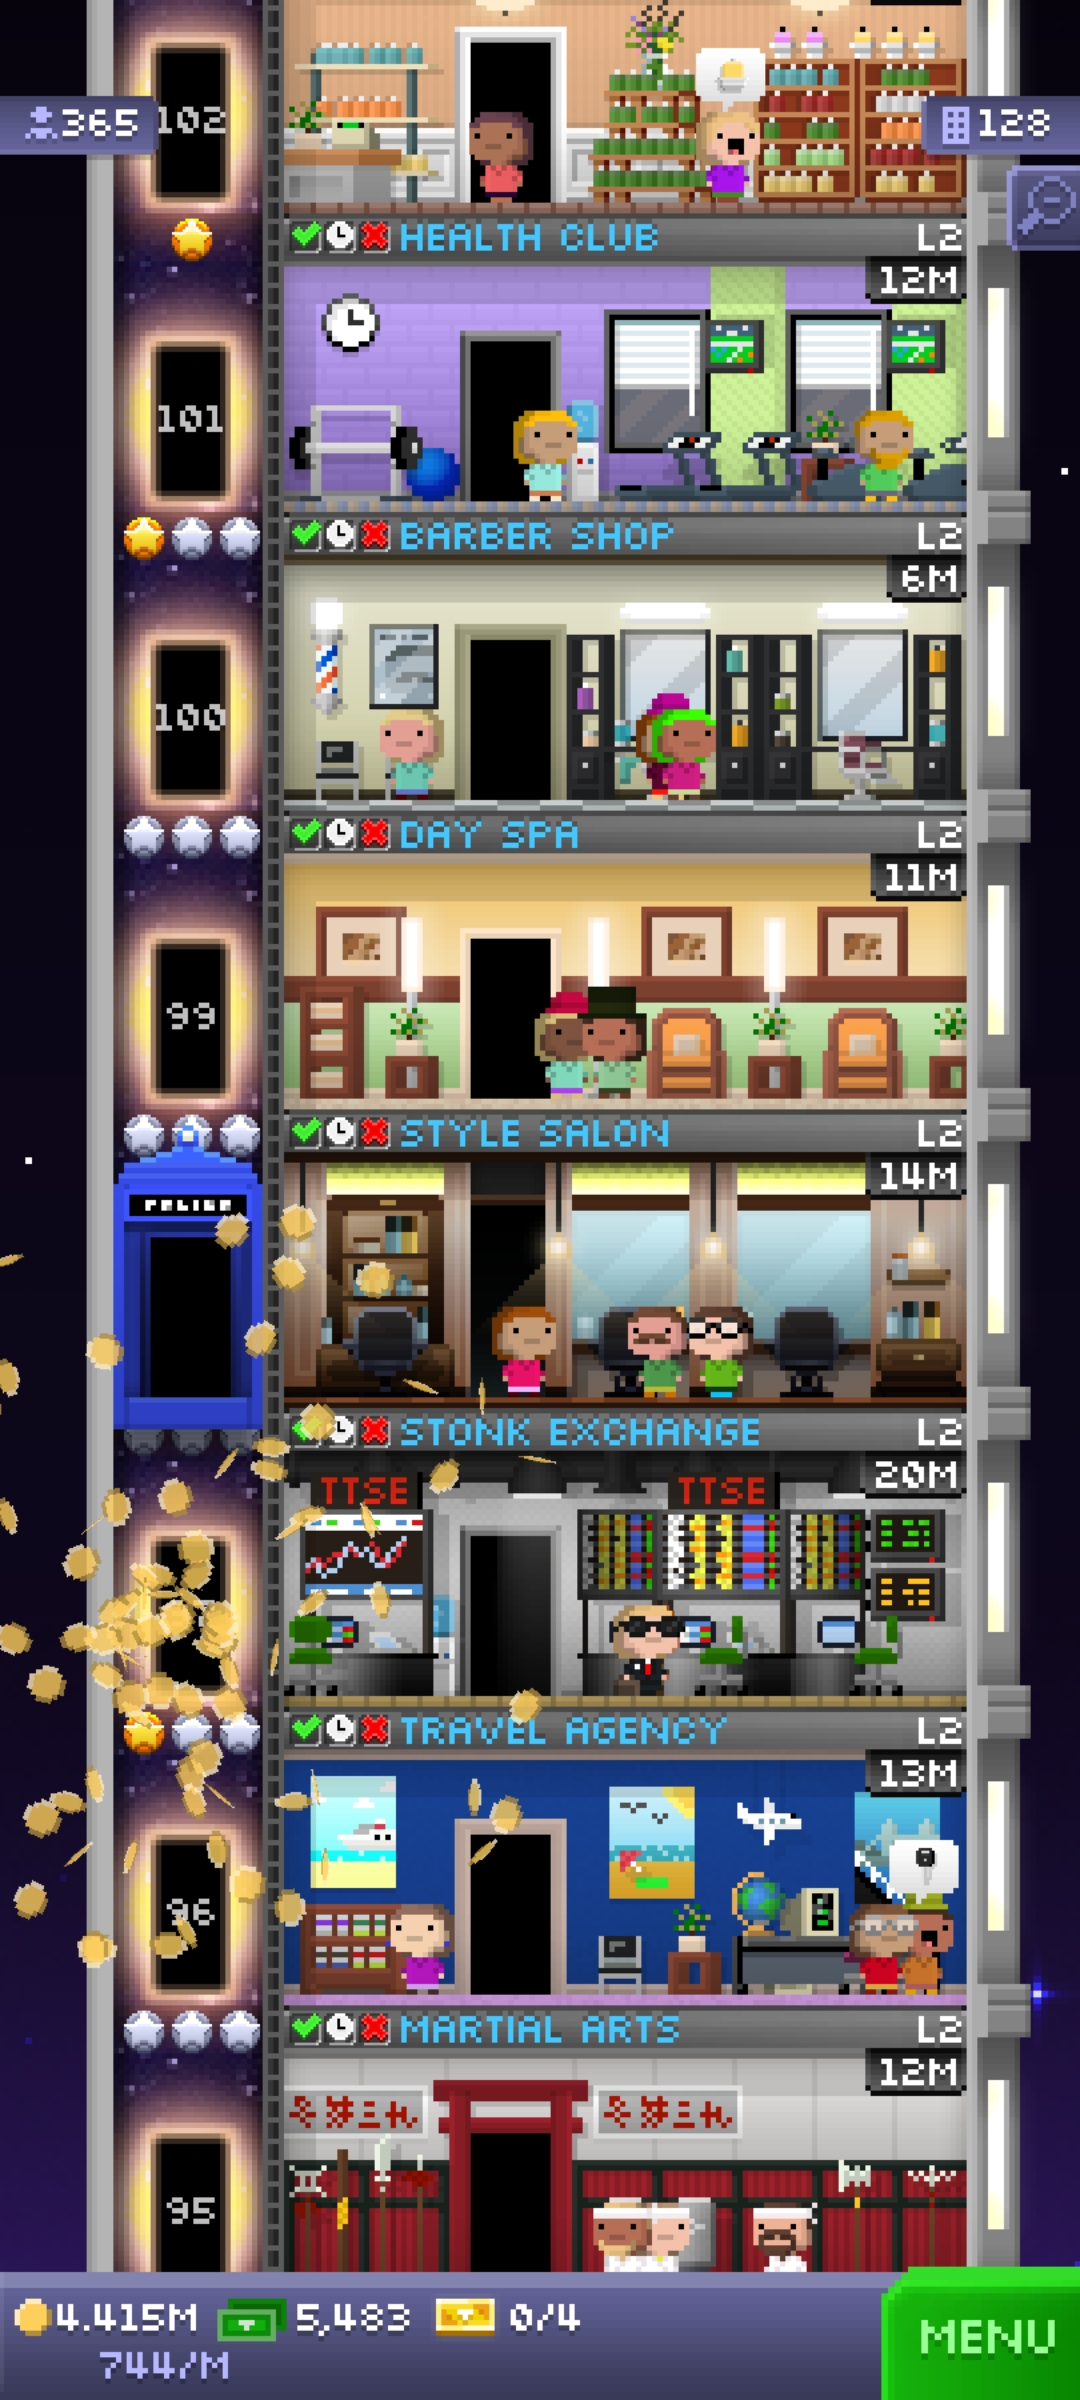 102
365
128
HEALTH CLUB L2
12M
101
BARBER SHOP L2
6M
100
DAY SPA L2
11M
99
STYLE SALON L2
14M
POLICE
STONK EXCHANGE L2
20M
TTSE TTSE
TRAVEL AGENCY L2
13M
96
MARTIAL ARTS L2
12M
95
4.415M 5,483 0/4
744/M
MENU